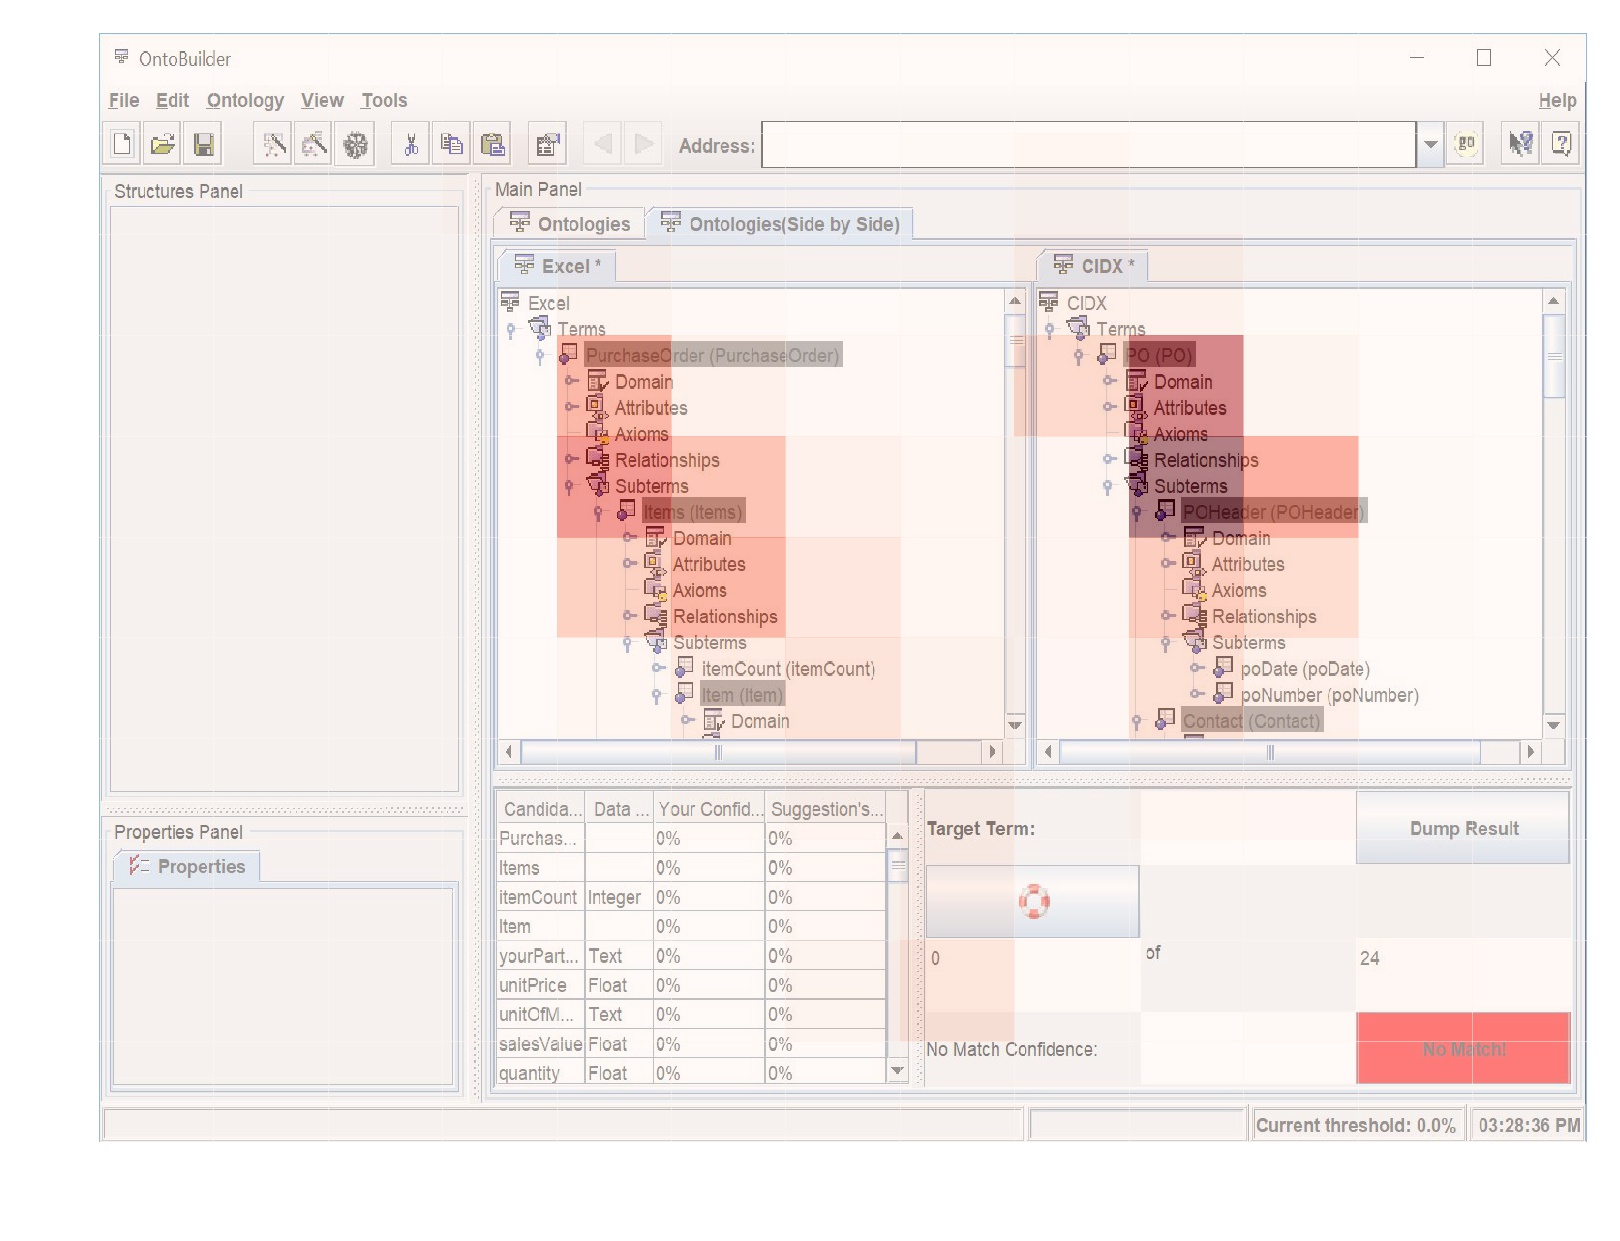 OntoBuilder
File Edit Ontology View Tools Help
Address: go
Structures Panel
Main Panel
Ontologies Ontologies(Side by Side)
Excel * CIDX *
Excel
Terms
PurchaseOrder (PurchaseOrder)
Domain
Attributes
Axioms
Relationships
Subterms
Items (Items)
Domain
Attributes
Axioms
Relationships
Subterms
itemCount (itemCount)
Item (Item)
Domain
CIDX
Terms
PO (PO)
Domain
Attributes
Axioms
Relationships
Subterms
POHeader (POHeader)
Domain
Attributes
Axioms
Relationships
Subterms
poDate (poDate)
poNumber (poNumber)
Contact (Contact)
Properties Panel
Properties
Candida... Data ... Your Confid... Suggestion's...
Purchas... 0% 0%
Items 0% 0%
itemCount Integer 0% 0%
Item 0% 0%
yourPart... Text 0% 0%
unitPrice Float 0% 0%
unitOfM... Text 0% 0%
salesValue Float 0% 0%
quantity Float 0% 0%
Target Term: Dump Result
0 of 24
No Match Confidence: No Match!
Current threshold: 0.0% 03:28:36 PM